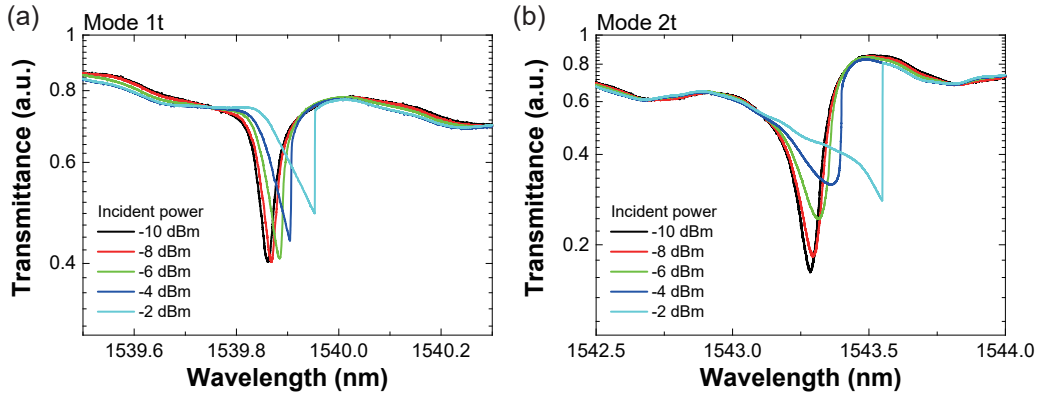 (a)
Mode 1t
1
0.8
0.6
0.4
Transmittance (a.u.)
Incident power
-10 dBm
-8 dBm
-6 dBm
-4 dBm
-2 dBm
1539.6
1539.8
1540.0
1540.2
Wavelength (nm)
(b)
Mode 2t
1
0.8
0.6
0.4
0.2
Transmittance (a.u.)
Incident power
-10 dBm
-8 dBm
-6 dBm
-4 dBm
-2 dBm
1542.5
1543.0
1543.5
1544.0
Wavelength (nm)